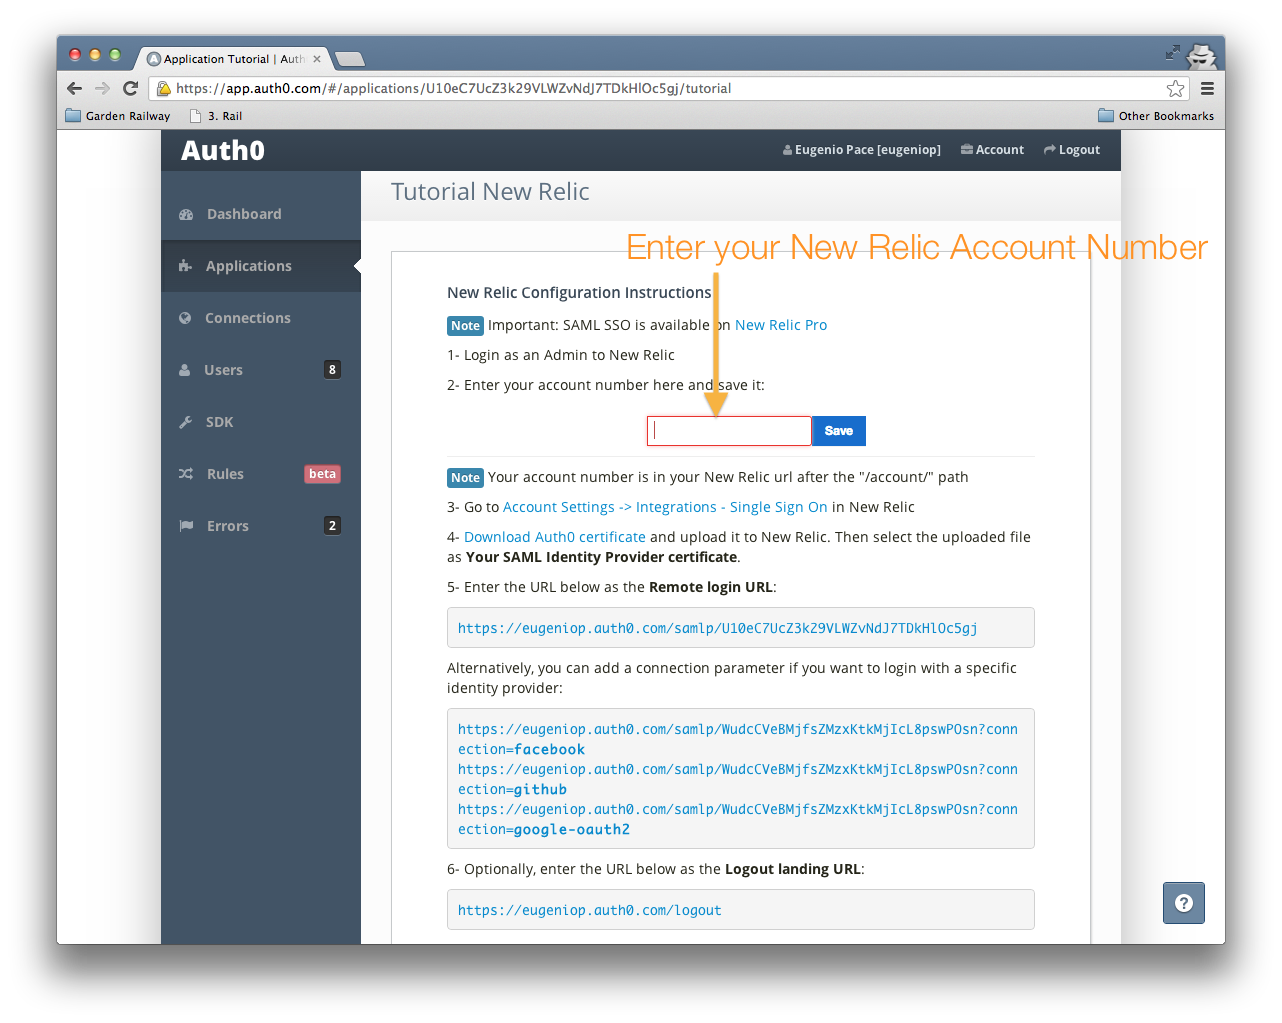 Application Tutorial | Auth
https://app.auth0.com/#/applications/U10eC7UcZ3k29VLWZvNdJ7TDkHlOc5gj/tutorial
Garden Railway 3. Rail Other Bookmarks
Auth0
Eugenio Pace [eugeniop] Account Logout
Tutorial New Relic
Dashboard
Applications
Connections
Users 8
SDK
Rules beta
Errors 2
Enter your New Relic Account Number
New Relic Configuration Instructions
Note Important: SAML SSO is available on New Relic Pro
1- Login as an Admin to New Relic
2- Enter your account number here and save it:
Save
Note Your account number is in your New Relic url after the "/account/" path
3- Go to Account Settings -> Integrations - Single Sign On in New Relic
4- Download Auth0 certificate and upload it to New Relic. Then select the uploaded file
as Your SAML Identity Provider certificate.
5- Enter the URL below as the Remote login URL:
https://eugeniop.auth0.com/samlp/U10eC7UcZ3k29VLWZvNdJ7TDkHlOc5gj
Alternatively, you can add a connection parameter if you want to login with a specific
identity provider:
https://eugeniop.auth0.com/samlp/WudcCVeBMjfsZMzxKtkMjIcL8pswPOsn?conn
ection=facebook
https://eugeniop.auth0.com/samlp/WudcCVeBMjfsZMzxKtkMjIcL8pswPOsn?conn
ection=github
https://eugeniop.auth0.com/samlp/WudcCVeBMjfsZMzxKtkMjIcL8pswPOsn?conn
ection=google-oauth2
6- Optionally, enter the URL below as the Logout landing URL:
https://eugeniop.auth0.com/logout